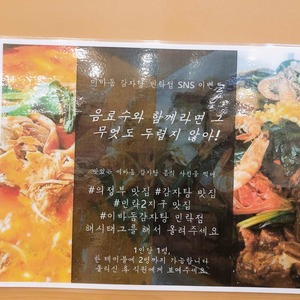 이바돔 감자탕 민락점 SNS 이벤
음료수와 함께라면 그
무엇도 두렵지 않아!
맛있는 이바돔 감자탕 음식 사진을 찍어
#의정부 맛집 #감자탕 맛집
#민락2지구 맛집
#이바돔감자탕 민락점
해시태그를 해서 올려주세요
1인당 1병,
한 테이블에 2병까지 가능합니다
올리신 후 직원에게 보여주세요